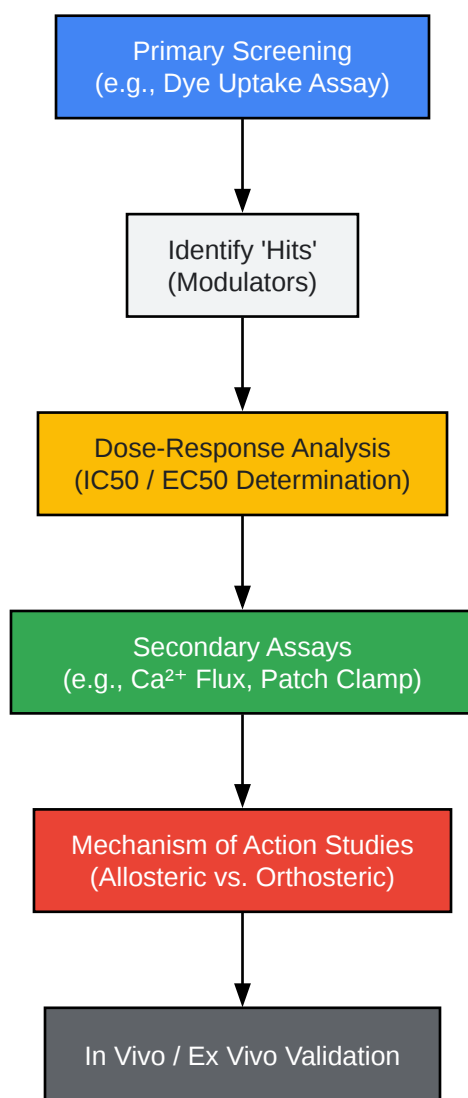 Primary Screening
(e.g., Dye Uptake Assay)
Identify 'Hits'
(Modulators)
Dose-Response Analysis
(IC50 / EC50 Determination)
Secondary Assays
(e.g., Ca²⁺ Flux, Patch Clamp)
Mechanism of Action Studies
(Allosteric vs. Orthosteric)
In Vivo / Ex Vivo Validation